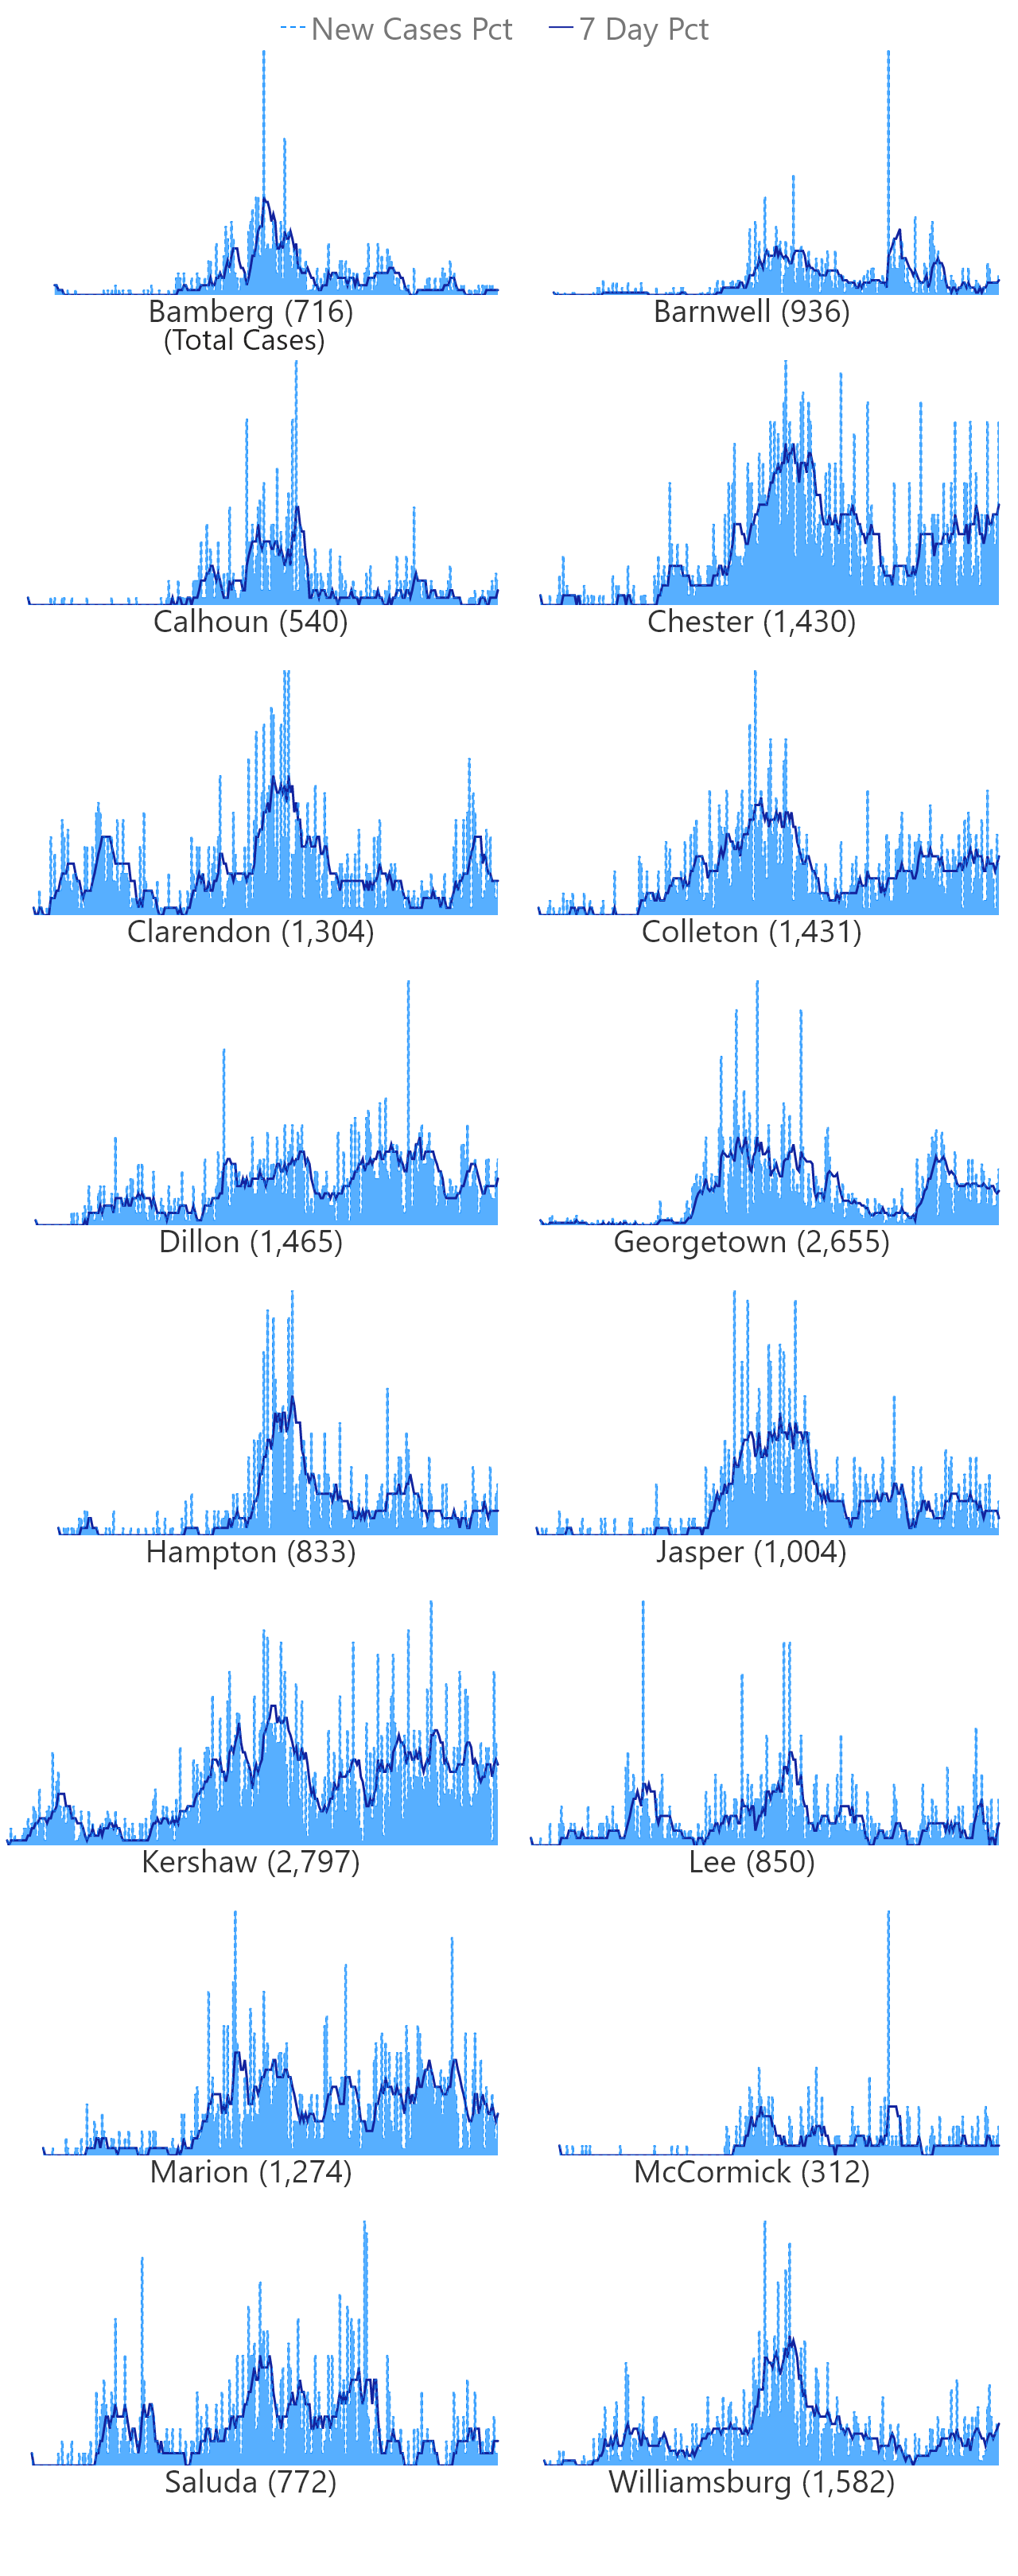 New Cases Pct 7 Day Pct
Bamberg (716) Barnwell (936)
(Total Cases)
Calhoun (540) Chester (1,430)
Clarendon (1,304) Colleton (1,431)
Dillon (1,465) Georgetown (2,655)
Hampton (833) Jasper (1,004)
Kershaw (2,797) Lee (850)
Marion (1,274) McCormick (312)
Saluda (772) Williamsburg (1,582)